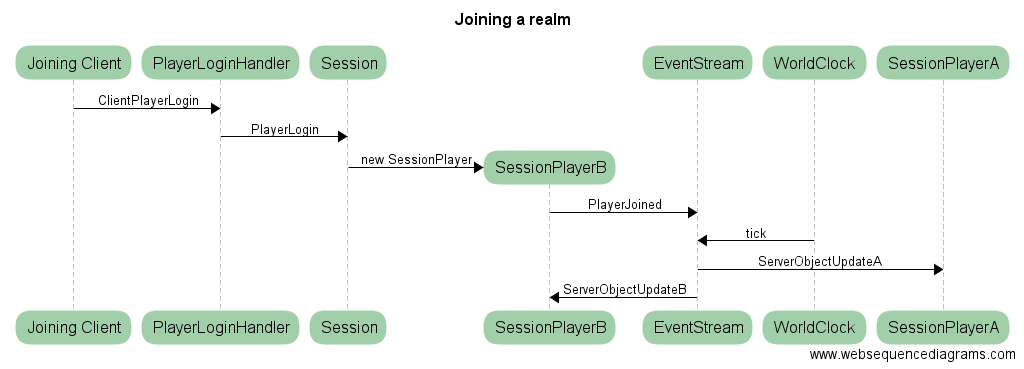 Joining a realm
Joining Client PlayerLoginHandler Session EventStream WorldClock SessionPlayerA
ClientPlayerLogin
PlayerLogin
new SessionPlayer
SessionPlayerB
PlayerJoined
tick
ServerObjectUpdateA
ServerObjectUpdateB
Joining Client PlayerLoginHandler Session SessionPlayerB EventStream WorldClock SessionPlayerA
www.websequencediagrams.com